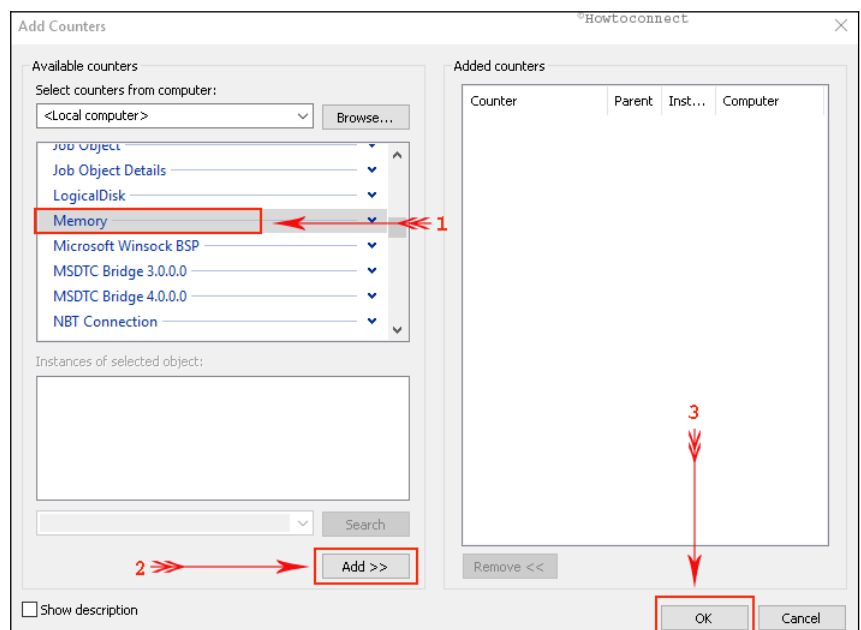 ©Howtoconnect
Add Counters
Available counters
Select counters from computer:
<Local computer>
Browse...
Job Object
Job Object Details
LogicalDisk
Memory
1
Microsoft Winsock BSP
MSDTC Bridge 3.0.0.0
MSDTC Bridge 4.0.0.0
NBT Connection
Instances of selected object:
Search
2
Add >>
Show description
Added counters
Counter Parent Inst... Computer
3
Remove <<
OK
Cancel